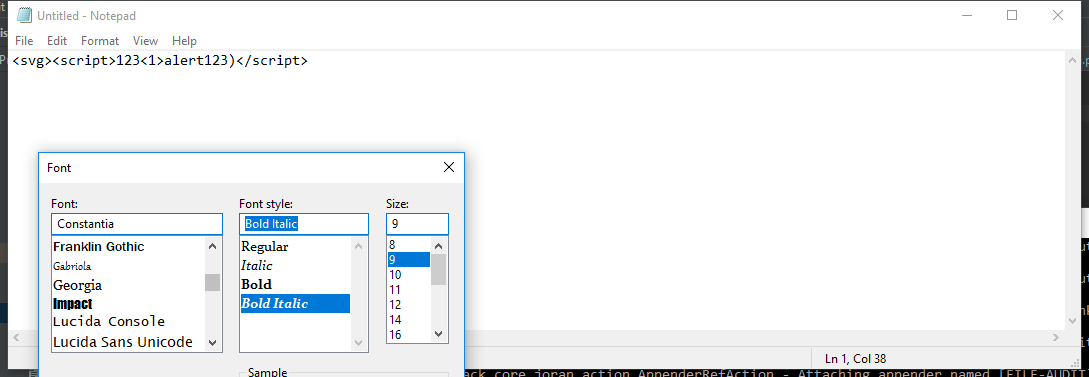 Untitled - Notepad
File Edit Format View Help
<svg><script>123<1>alert123)</script>
Font
Font: Font style: Size:
Constantia Bold Italic 9
Franklin Gothic Regular 8
Gabriola Italic 9
Georgia Bold 10
Impact Bold Italic 11
Lucida Console 12
Lucida Sans Unicode 14
16
Ln 1, Col 38
Sample
ack core joran action AppenderRefAction - Attaching appender named [FILE-AUDIT